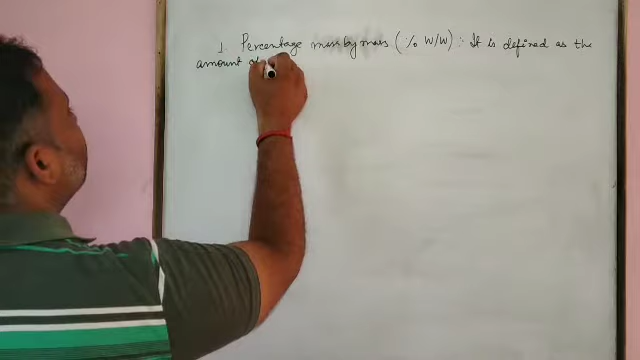 1. Percentage mass by mass (% W/W) :- It is defined as the
amount of